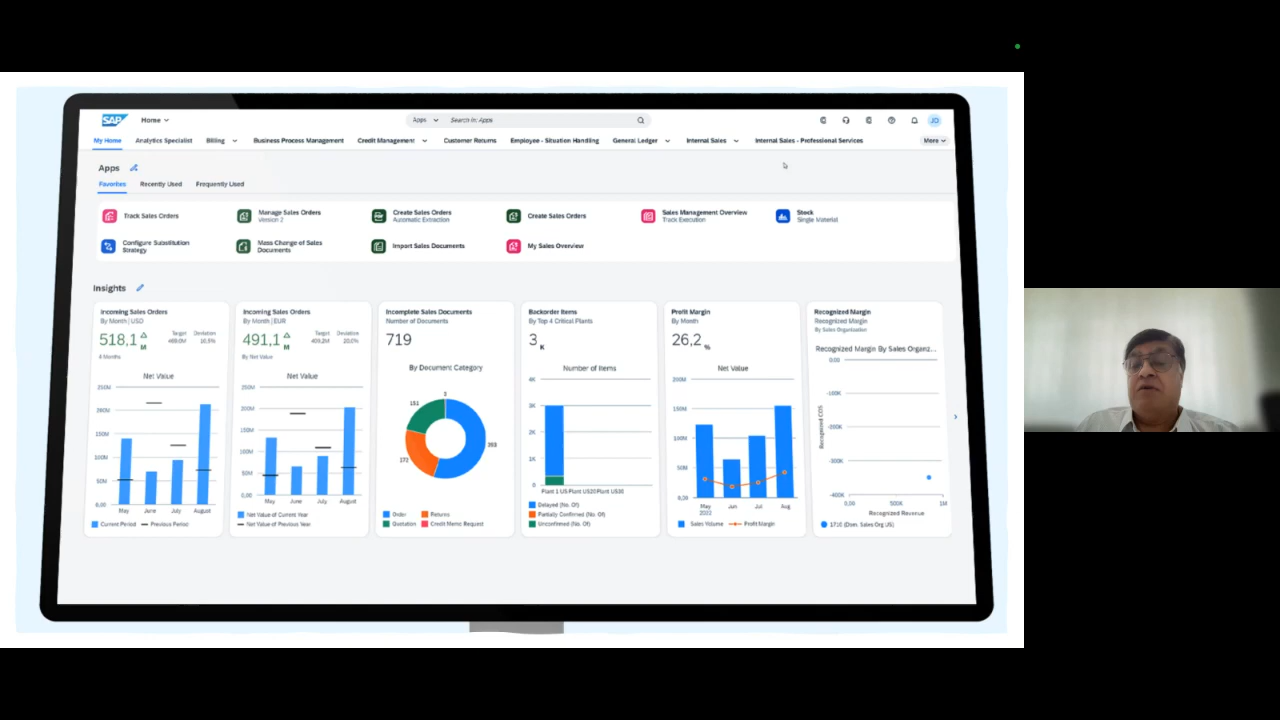 SAP
Home
Apps
Search In: Apps
JD
My Home
Analytics Specialist
Billing
Business Process Management
Credit Management
Customer Returns
Employee - Situation Handling
General Ledger
Internal Sales
Internal Sales - Professional Services
More
Apps
Favorites
Recently Used
Frequently Used
Track Sales Orders
Manage Sales Orders
Version 2
Create Sales Orders
Automatic Extraction
Create Sales Orders
Sales Management Overview
Track Execution
Stock
Single Material
Configure Substitution
Strategy
Mass Change of Sales
Documents
Import Sales Documents
My Sales Overview
Insights
Incoming Sales Orders
By Month | USD
518,1
M
Target
469,0M
Deviation
10,5%
4 Months
Net Value
250M
200M
150M
100M
50M
0,00
May
June
July
August
Current Period
Previous Period
Incoming Sales Orders
By Month | EUR
491,1
M
Target
409,2M
Deviation
20,0%
By Net Value
Net Value
250M
200M
150M
100M
50M
0,00
May
June
July
August
Net Value of Current Year
Net Value of Previous Year
Incomplete Sales Documents
Number of Documents
719
By Document Category
3
151
393
172
Order
Returns
Quotation
Credit Memo Request
Backorder Items
By Top 4 Critical Plants
3
K
Number of Items
4K
3K
2K
1K
0
Plant 1 US
Plant US20
Plant US30
Delayed (No. Of)
Partially Confirmed (No. Of)
Unconfirmed (No. Of)
Profit Margin
By Month
26,2
%
Net Value
200M
150M
100M
50M
0,00
May
2022
Jun
Jul
Aug
Sales Volume
Profit Margin
Recognized Margin
Recognized Margin
By Sales Organization
Recognized Margin By Sales Organiz...
0,00
-100K
-200K
-300K
-400K
Recognized COS
0,00
500K
1M
Recognized Revenue
1710 (Dom. Sales Org US)